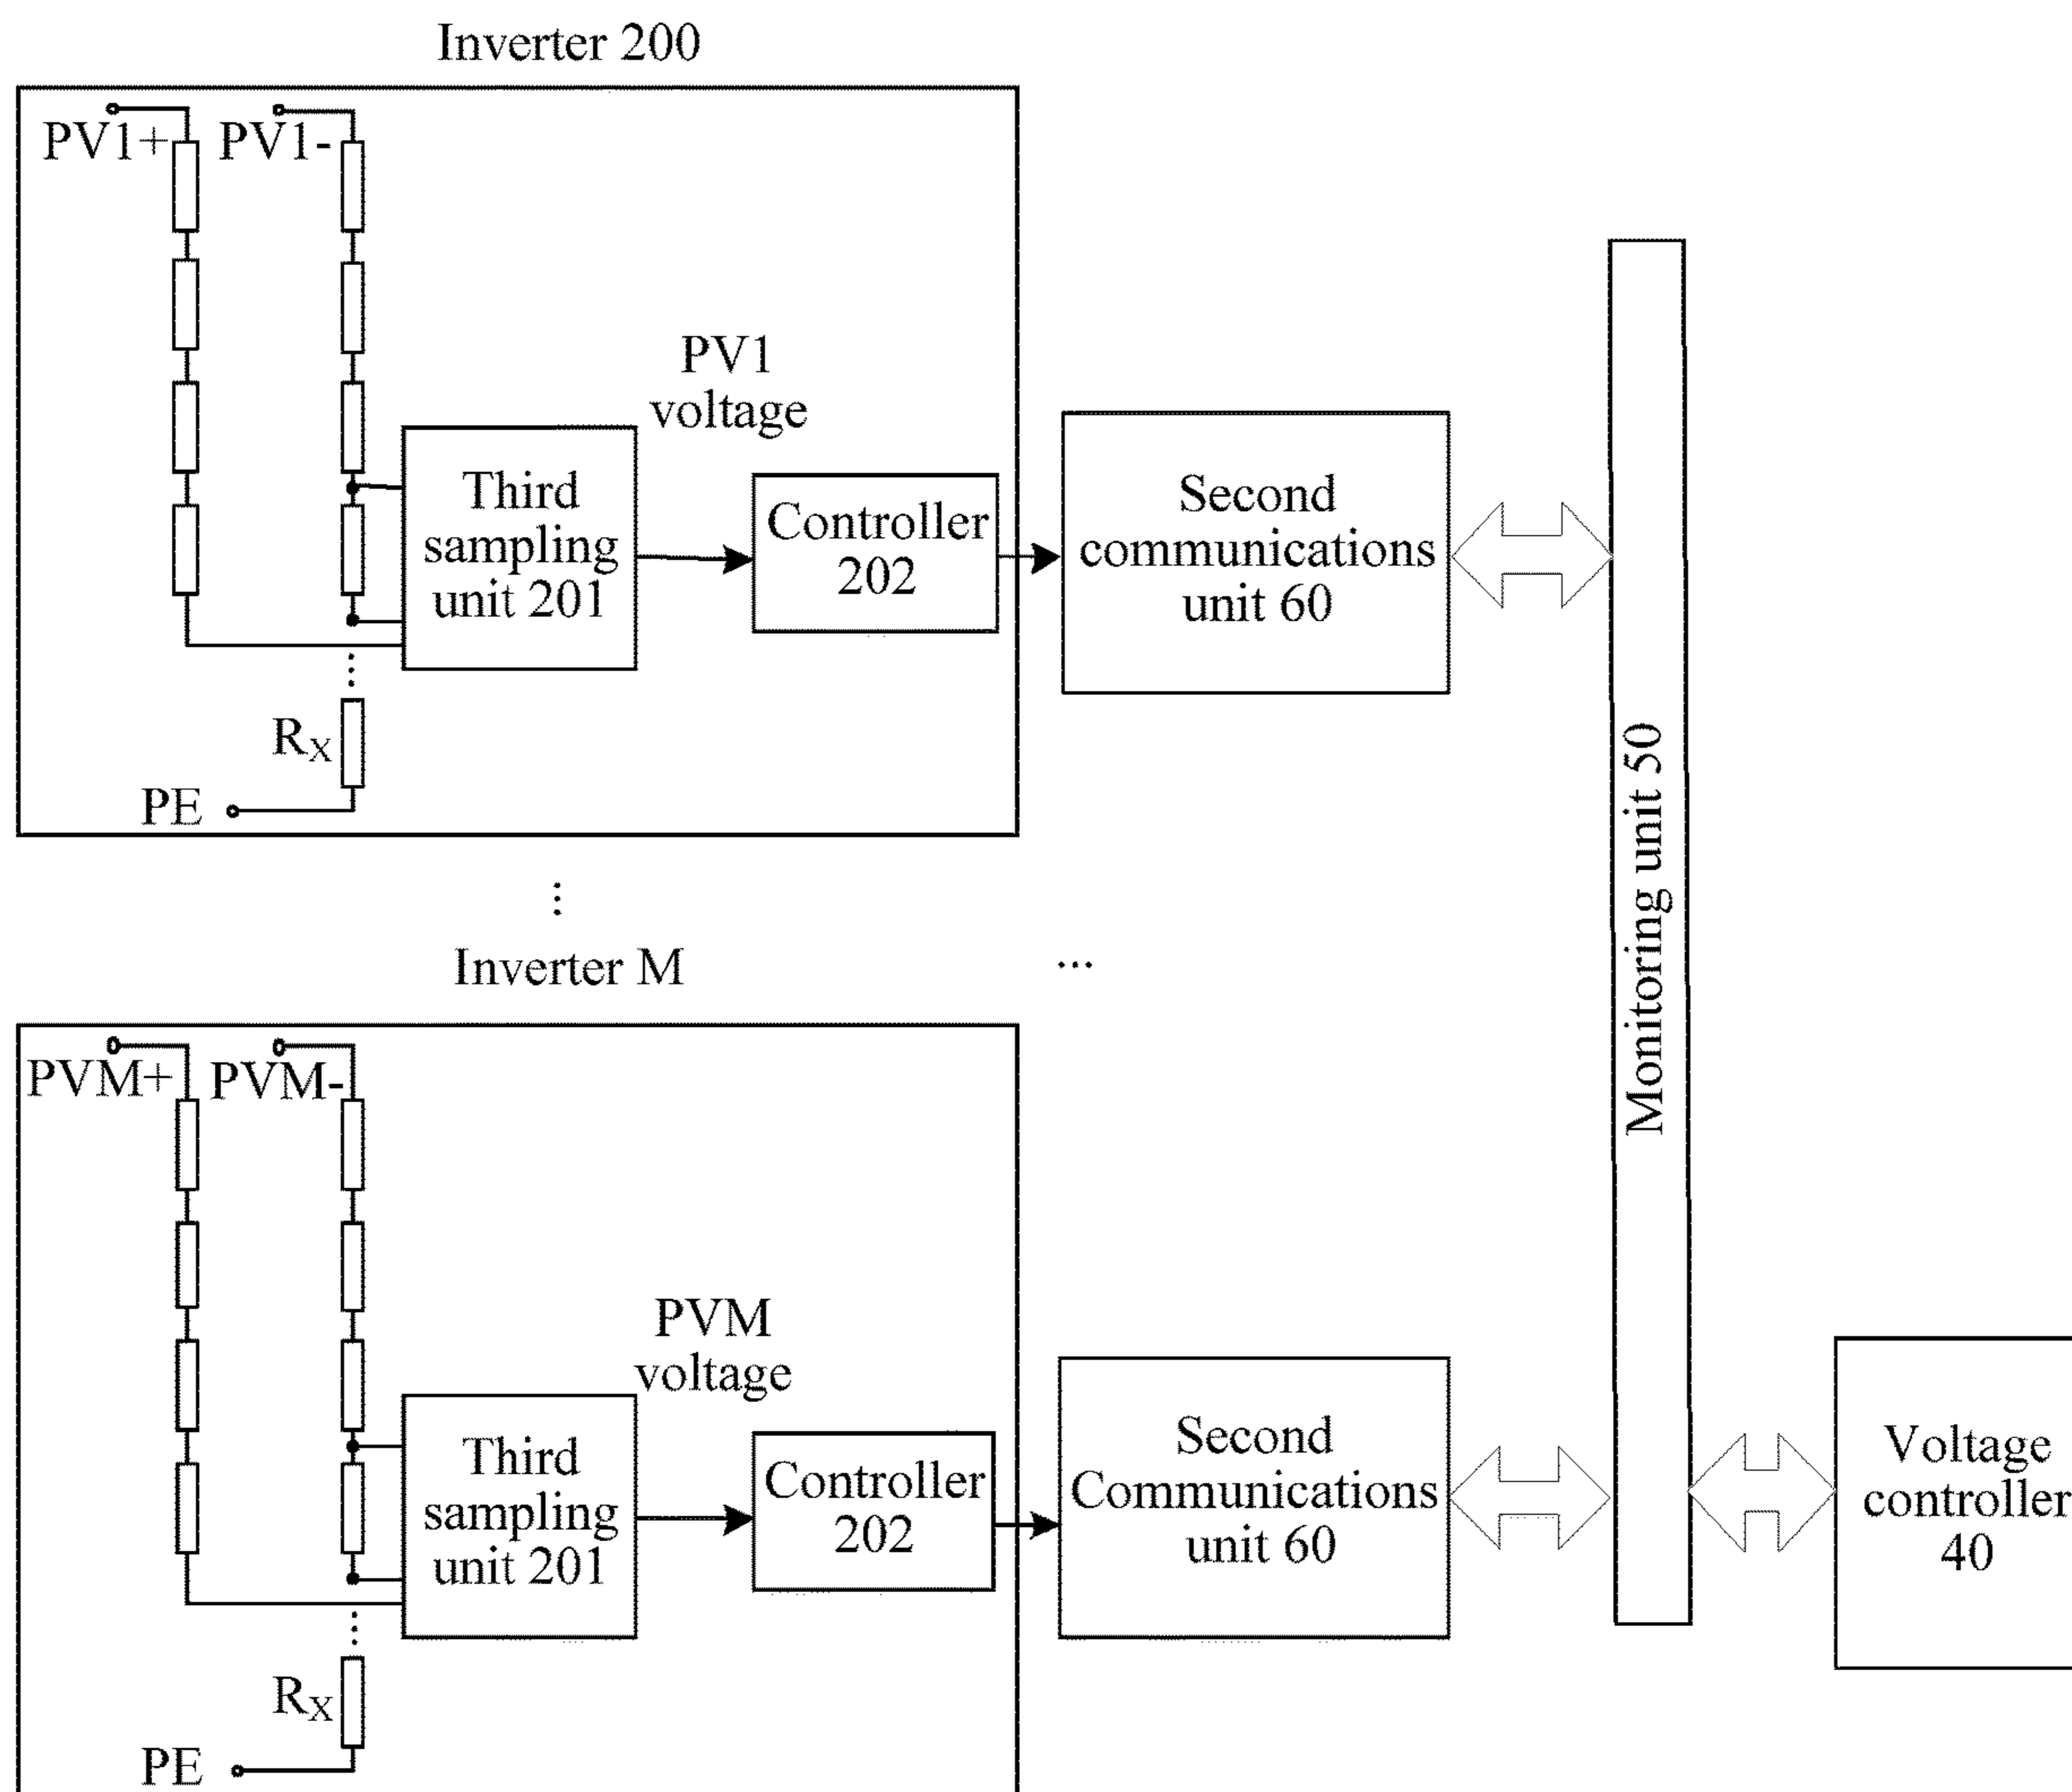 Inverter 200
PV1+
PV1-
PV1
voltage
Third
sampling
unit 201
Controller
202
Second
communications
unit 60
RX
PE
⋮
Inverter M
...
Monitoring unit 50
PVM+
PVM-
PVM
voltage
Third
sampling
unit 201
Controller
202
Second
Communications
unit 60
Voltage
controller
40
RX
PE